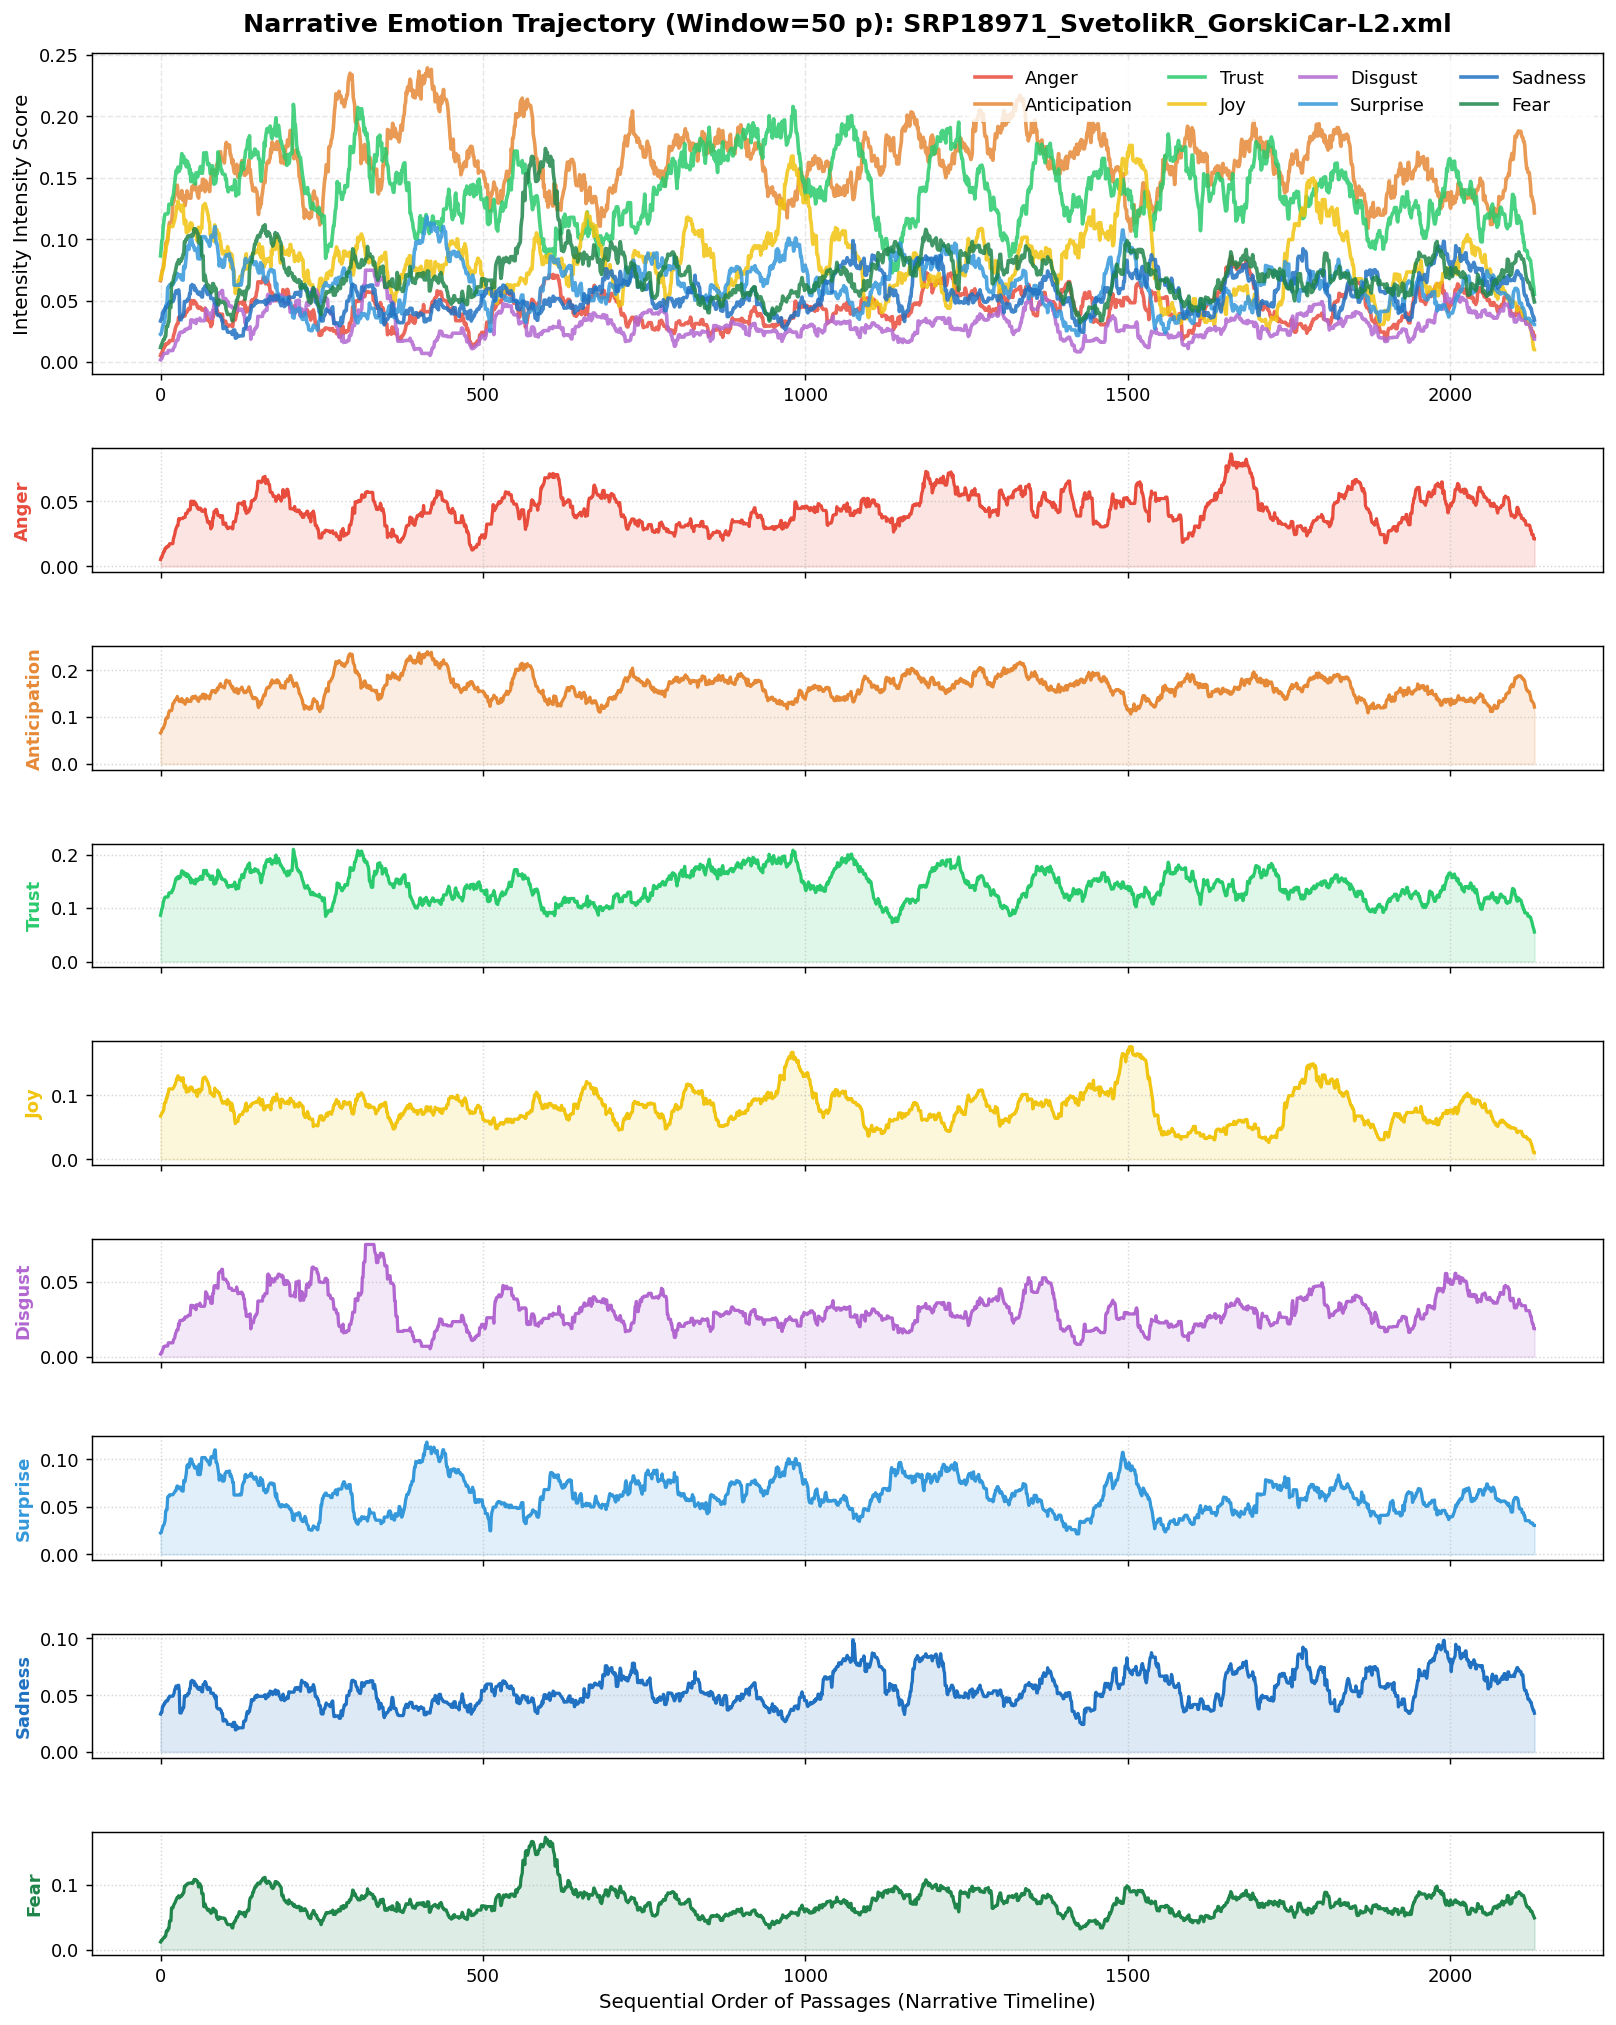 Narrative Emotion Trajectory (Window=50 p): SRP18971_SvetolikR_GorskiCar-L2.xml
Intensity Intensity Score
0.25
0.20
0.15
0.10
0.05
0.00
Anger Trust Disgust Sadness
Anticipation Joy Surprise Fear
0 500 1000 1500 2000
Anger
0.05
0.00
Anticipation
0.2
0.1
0.0
Trust
0.2
0.1
0.0
Joy
0.1
0.0
Disgust
0.05
0.00
Surprise
0.10
0.05
0.00
Sadness
0.10
0.05
0.00
Fear
0.1
0.0
0 500 1000 1500 2000
Sequential Order of Passages (Narrative Timeline)